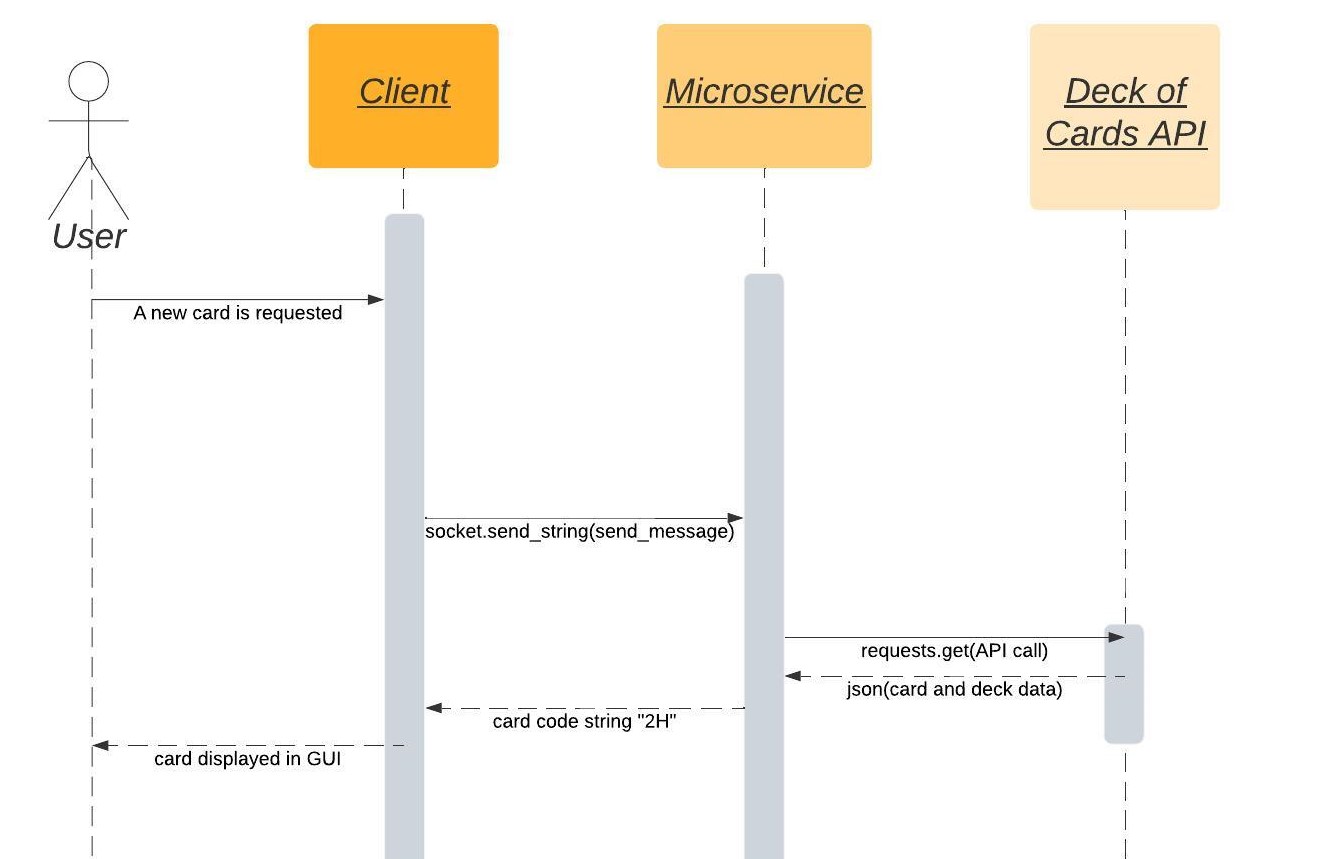 Client
Microservice
Deck of
Cards API
User
A new card is requested
socket.send_string(send_message)
requests.get(API call)
json(card and deck data)
card code string "2H"
card displayed in GUI